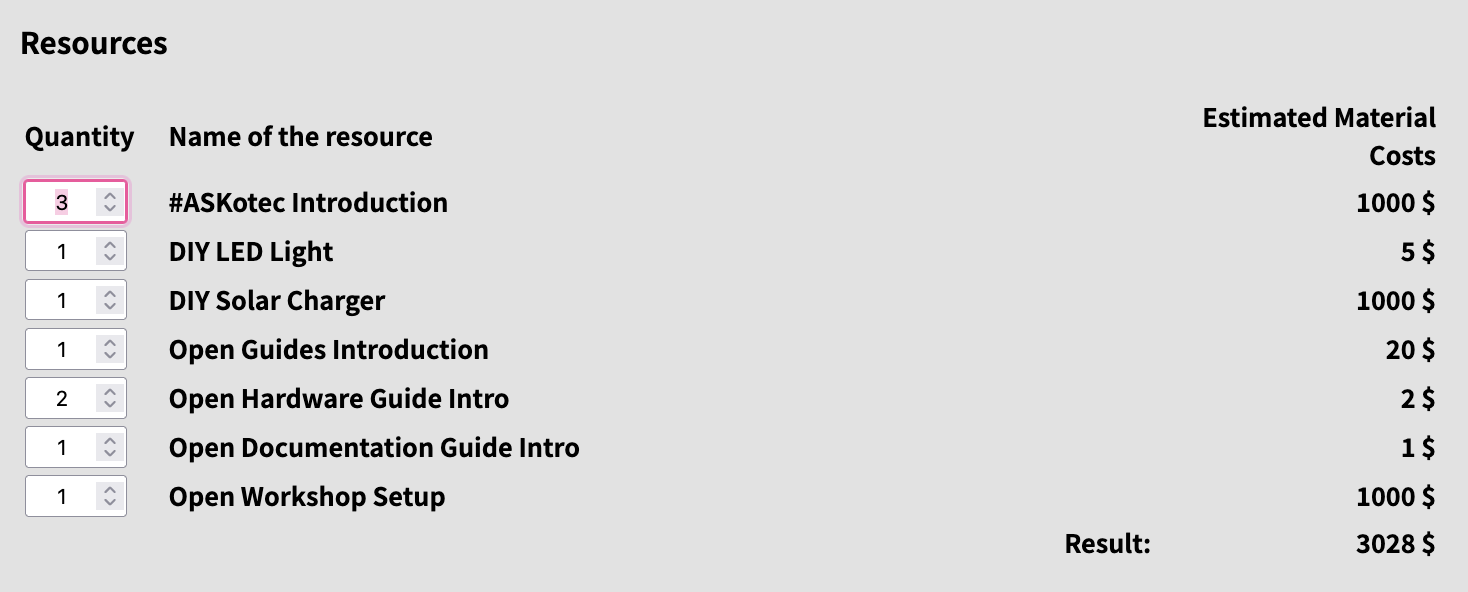 Resources
Quantity Name of the resource Estimated Material
Costs
3 #ASKotec Introduction 1000 $
1 DIY LED Light 5 $
1 DIY Solar Charger 1000 $
1 Open Guides Introduction 20 $
2 Open Hardware Guide Intro 2 $
1 Open Documentation Guide Intro 1 $
1 Open Workshop Setup 1000 $
Result: 3028 $